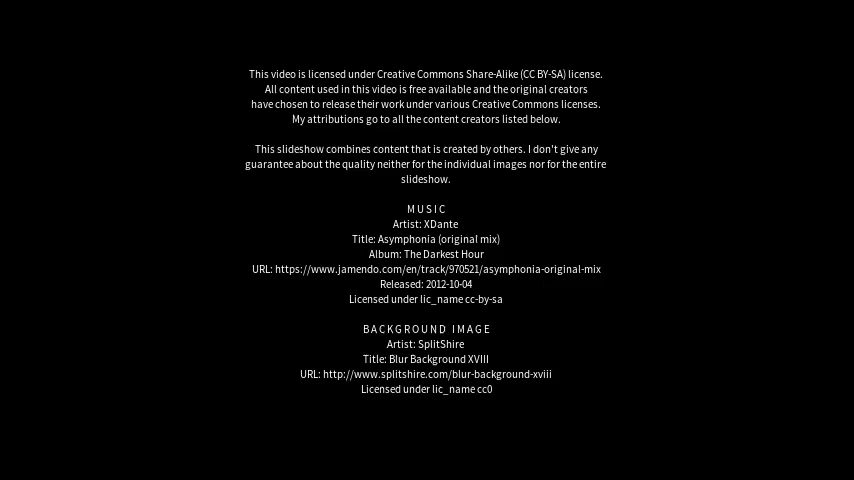 This video is licensed under Creative Commons Share-Alike (CC BY-SA) license.
All content used in this video is free available and the original creators
have chosen to release their work under various Creative Commons licenses.
My attributions go to all the content creators listed below.
This slideshow combines content that is created by others. I don't give any
guarantee about the quality neither for the individual images nor for the entire
slideshow.
MUSIC
Artist: XDante
Title: Asymphonia (original mix)
Album: The Darkest Hour
URL: https://www.jamendo.com/en/track/970521/asymphonia-original-mix
Released: 2012-10-04
Licensed under lic_name cc-by-sa
BACKGROUND IMAGE
Artist: SplitShire
Title: Blur Background XVIII
URL: http://www.splitshire.com/blur-background-xviii
Licensed under lic_name cc0